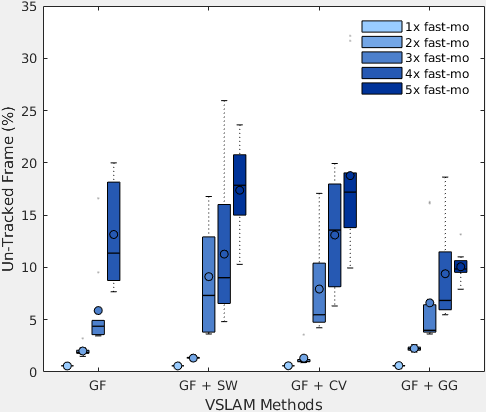 35
30
25
20
15
10
5
0
Un-Tracked Frame (%)
1x fast-mo
2x fast-mo
3x fast-mo
4x fast-mo
5x fast-mo
GF
GF + SW
GF + CV
GF + GG
VSLAM Methods